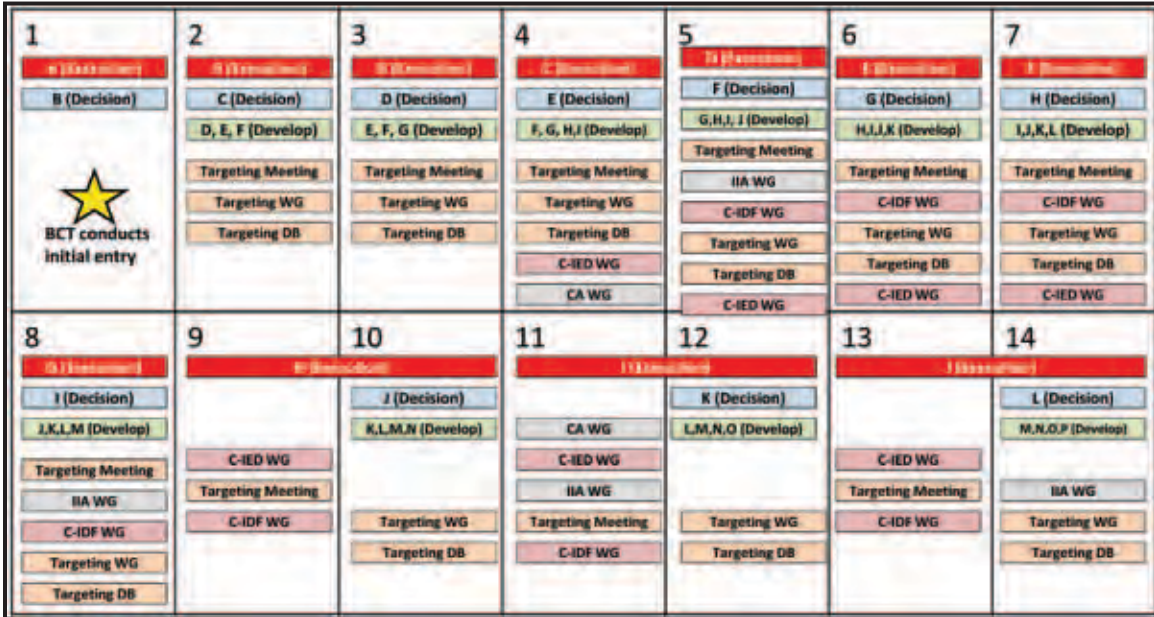 1
B (Decision)
BCT conducts
initial entry
2
C (Decision)
D, E, F (Develop)
Targeting Meeting
Targeting WG
Targeting DB
3
D (Decision)
E, F, G (Develop)
Targeting Meeting
Targeting WG
Targeting DB
4
E (Decision)
F, G, H,I (Develop)
Targeting Meeting
Targeting WG
Targeting DB
C-IED WG
CA WG
5
F (Decision)
G,H,I, J (Develop)
Targeting Meeting
IIA WG
C-IDF WG
Targeting WG
Targeting DB
C-IED WG
6
G (Decision)
H,I,J,K (Develop)
Targeting Meeting
C-IDF WG
Targeting WG
Targeting DB
C-IED WG
7
H (Decision)
I,J,K,L (Develop)
Targeting Meeting
C-IDF WG
Targeting WG
Targeting DB
C-IED WG
8
I (Decision)
J,K,L,M (Develop)
Targeting Meeting
IIA WG
C-IDF WG
Targeting WG
Targeting DB
9
C-IED WG
Targeting Meeting
C-IDF WG
10
J (Decision)
K,L,M,N (Develop)
Targeting WG
Targeting DB
11
CA WG
C-IED WG
IIA WG
Targeting Meeting
C-IDF WG
12
K (Decision)
L,M,N,O (Develop)
Targeting WG
Targeting DB
13
C-IED WG
Targeting Meeting
C-IDF WG
14
L (Decision)
M,N,O,P (Develop)
IIA WG
Targeting WG
Targeting DB